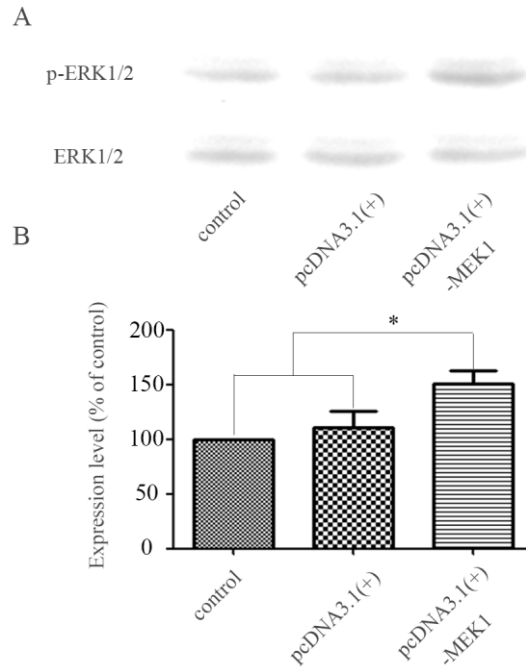 A
p-ERK1/2
ERK1/2
control
pcDNA3.1(+)
pcDNA3.1(+)
-MEK1
B
Expression level (% of control)
200
150
100
50
0
*
control
pcDNA3.1(+)
pcDNA3.1(+)
-MEK1